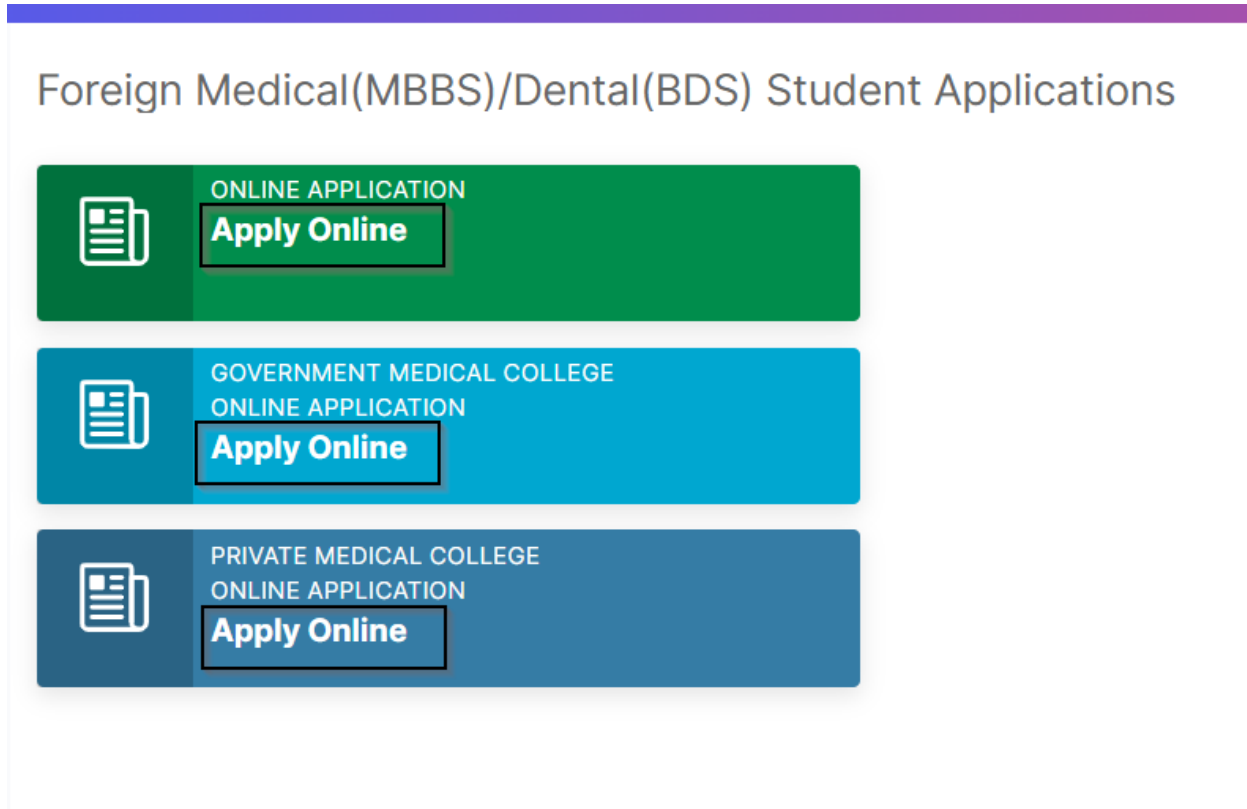 Foreign Medical(MBBS)/Dental(BDS) Student Applications
ONLINE APPLICATION
Apply Online
GOVERNMENT MEDICAL COLLEGE
ONLINE APPLICATION
Apply Online
PRIVATE MEDICAL COLLEGE
ONLINE APPLICATION
Apply Online